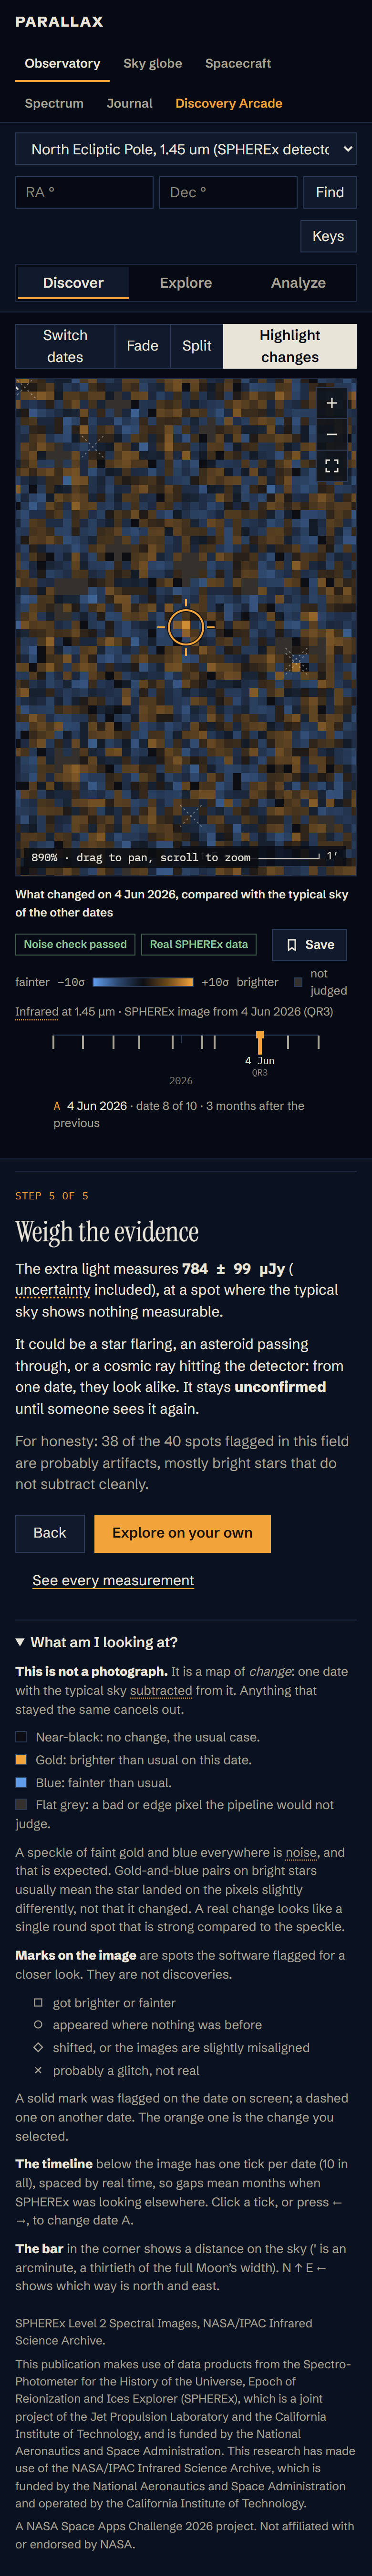 PARALLAX
Observatory Sky globe Spacecraft
Spectrum Journal Discovery Arcade
North Ecliptic Pole, 1.45 um (SPHEREx detecto
RA ° Dec ° Find
Keys
Discover Explore Analyze
Switch dates Fade Split Highlight changes
+
−
890% · drag to pan, scroll to zoom 1'
What changed on 4 Jun 2026, compared with the typical sky
of the other dates
Noise check passed Real SPHEREx data Save
fainter −10σ +10σ brighter not judged
Infrared at 1.45 µm · SPHEREx image from 4 Jun 2026 (QR3)
4 Jun
QR3
2026
A 4 Jun 2026 · date 8 of 10 · 3 months after the
previous
STEP 5 OF 5
Weigh the evidence
The extra light measures 784 ± 99 µJy (
uncertainty included), at a spot where the typical
sky shows nothing measurable.
It could be a star flaring, an asteroid passing
through, or a cosmic ray hitting the detector: from
one date, they look alike. It stays unconfirmed
until someone sees it again.
For honesty: 38 of the 40 spots flagged in this field
are probably artifacts, mostly bright stars that do
not subtract cleanly.
Back Explore on your own
See every measurement
▼ What am I looking at?
This is not a photograph. It is a map of change: one date
with the typical sky subtracted from it. Anything that
stayed the same cancels out.
Near-black: no change, the usual case.
Gold: brighter than usual on this date.
Blue: fainter than usual.
Flat grey: a bad or edge pixel the pipeline would not
judge.
A speckle of faint gold and blue everywhere is noise, and
that is expected. Gold-and-blue pairs on bright stars
usually mean the star landed on the pixels slightly
differently, not that it changed. A real change looks like a
single round spot that is strong compared to the speckle.
Marks on the image are spots the software flagged for a
closer look. They are not discoveries.
□ got brighter or fainter
○ appeared where nothing was before
◇ shifted, or the images are slightly misaligned
× probably a glitch, not real
A solid mark was flagged on the date on screen; a dashed
one on another date. The orange one is the change you
selected.
The timeline below the image has one tick per date (10 in
all), spaced by real time, so gaps mean months when
SPHEREx was looking elsewhere. Click a tick, or press ←
→, to change date A.
The bar in the corner shows a distance on the sky (' is an
arcminute, a thirtieth of the full Moon's width). N ↑ E ←
shows which way is north and east.
SPHEREx Level 2 Spectral Images, NASA/IPAC Infrared
Science Archive.
This publication makes use of data products from the Spectro-
Photometer for the History of the Universe, Epoch of
Reionization and Ices Explorer (SPHEREx), which is a joint
project of the Jet Propulsion Laboratory and the California
Institute of Technology, and is funded by the National
Aeronautics and Space Administration. This research has made
use of the NASA/IPAC Infrared Science Archive, which is
funded by the National Aeronautics and Space Administration
and operated by the California Institute of Technology.
A NASA Space Apps Challenge 2026 project. Not affiliated with
or endorsed by NASA.